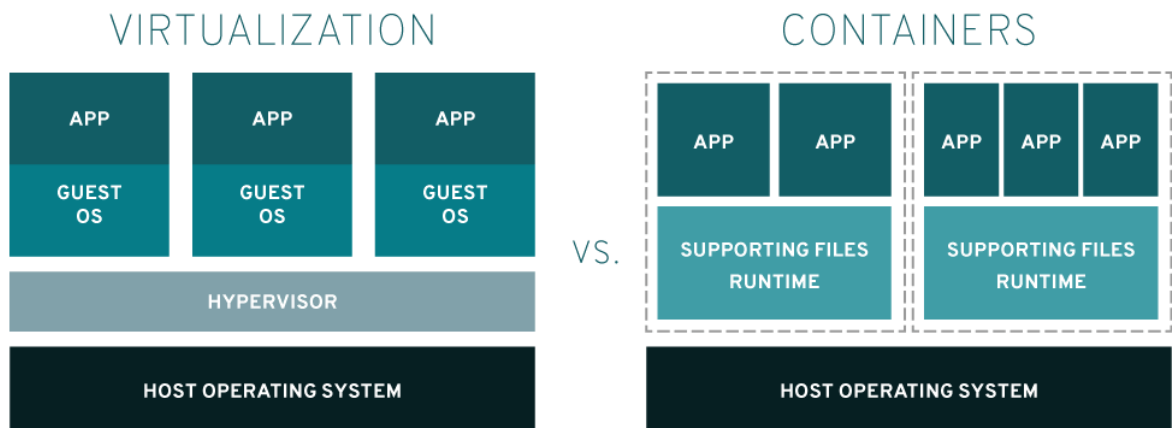 VIRTUALIZATION
APP
APP
APP
GUEST
OS
GUEST
OS
GUEST
OS
HYPERVISOR
HOST OPERATING SYSTEM
VS.
CONTAINERS
APP
APP
APP
APP
APP
SUPPORTING FILES
RUNTIME
SUPPORTING FILES
RUNTIME
HOST OPERATING SYSTEM